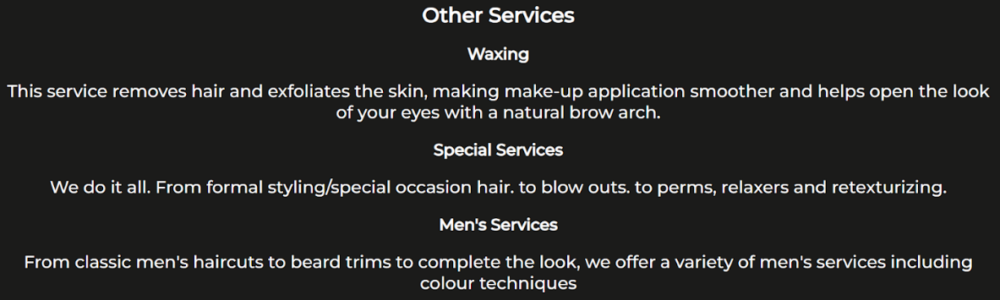 Other Services
Waxing
This service removes hair and exfoliates the skin, making make-up application smoother and helps open the look
of your eyes with a natural brow arch.
Special Services
We do it all. From formal styling/special occasion hair. to blow outs. to perms, relaxers and retexturizing.
Men's Services
From classic men's haircuts to beard trims to complete the look, we offer a variety of men's services including
colour techniques